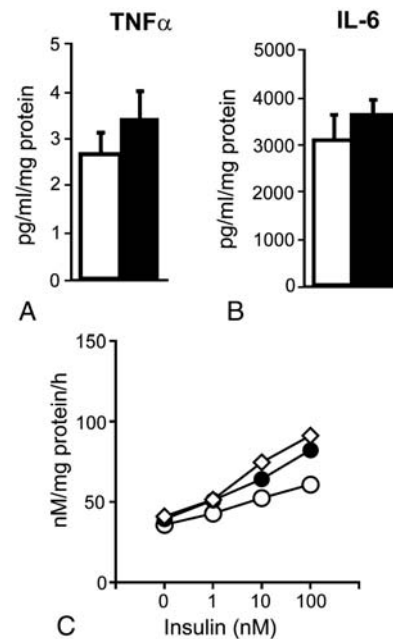 TNFα
IL-6
pg/ml/mg protein
5
4
3
2
1
0
A
pg/ml/mg protein
5000
4000
3000
2000
1000
0
B
nM/mg protein/h
150
100
50
0
0 1 10 100
Insulin (nM)
C